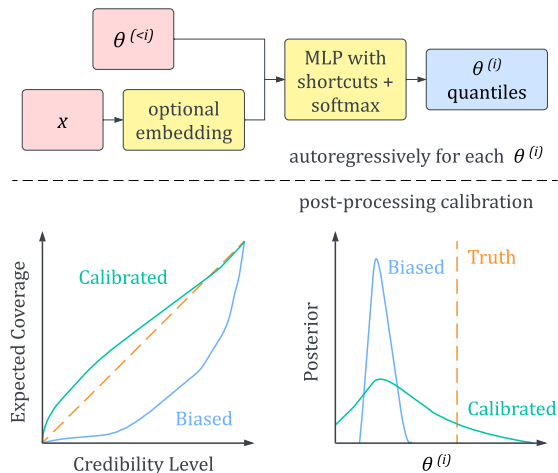 θ(<i)
MLP with
shortcuts +
softmax
θ(i)
quantiles
x
optional
embedding
autoregressively for each θ(i)
post-processing calibration
Expected Coverage
Calibrated
Biased
Credibility Level
Posterior
Biased
Truth
Calibrated
θ(i)